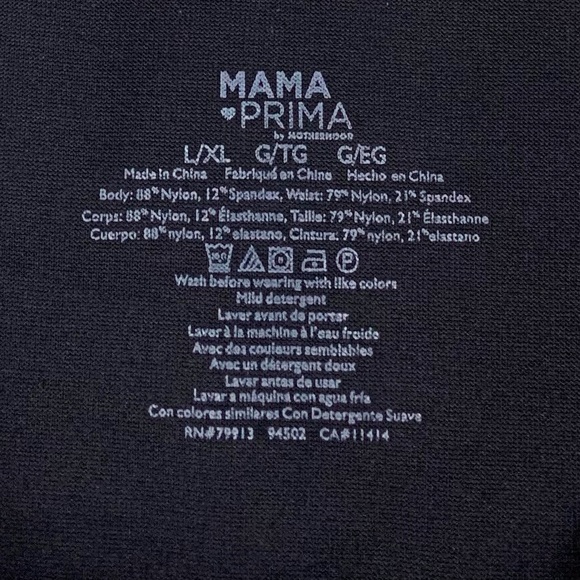 MAMA
PRIMA
by MOTHERHOOD
L/XL G/TG G/EG
Made in China Fabriqué en Chine Hecho en China
Body: 88% Nylon, 12% Spandex, Waist: 79% Nylon, 21% Spandex
Corps: 88% Nylon, 12% Élasthanne, Taille: 79% Nylon, 21% Élasthanne
Cuerpo: 88% nylon, 12% elastano, Cintura: 79% nylon, 21% elastano
Wash before wearing with like colors
Mild detergent
Laver avant de porter
Laver à la machine à l'eau froide
Avec des couleurs semblables
Avec un détergent doux
Lavar antes de usar
Lavar a máquina con agua fría
Con colores similares Con Detergente Suave
RN#79913 94502 CA#11414